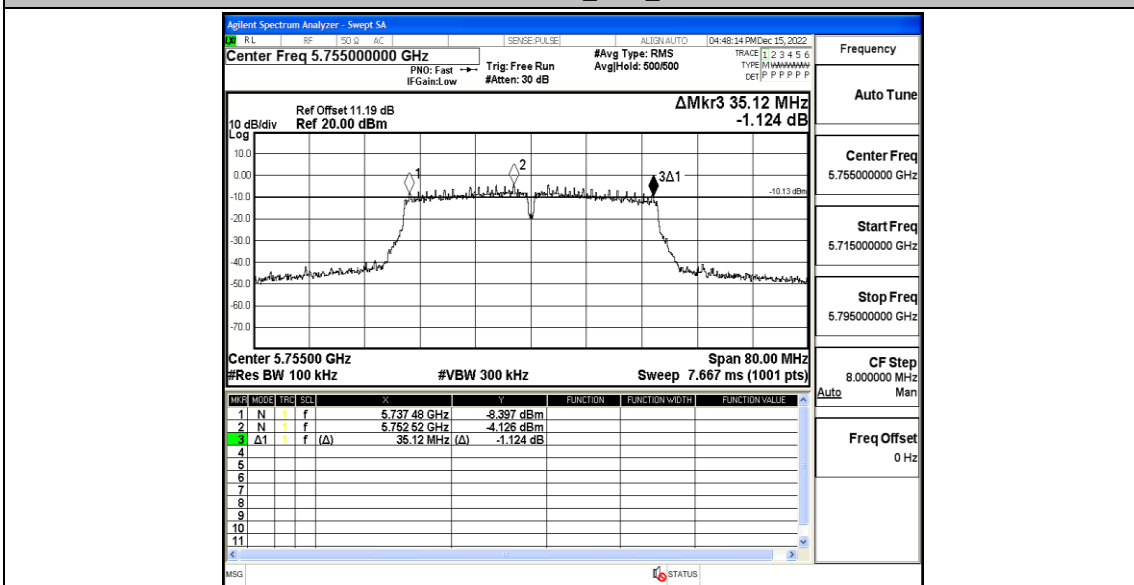 Agilent Spectrum Analyzer - Swept SA
RL RF 50 Ω AC SENSE:PULSE ALIGNAUTO 04:48:14 PM Dec 15, 2022
Center Freq 5.755000000 GHz
PNO: Fast
IFGain:Low
Trig: Free Run
#Atten: 30 dB
#Avg Type: RMS
Avg|Hold: 500/500
TRACE 1 2 3 4 5 6
TYPE M
DET P P P P P P
ΔMkr3 35.12 MHz
-1.124 dB
Ref Offset 11.19 dB
10 dB/div Ref 20.00 dBm
Log
10.0
0.00
-10.0
-20.0
-30.0
-40.0
-50.0
-60.0
-70.0
1
2
3Δ1
-10.13 dBm
Center 5.75500 GHz Span 80.00 MHz
#Res BW 100 kHz #VBW 300 kHz Sweep 7.667 ms (1001 pts)
MKR MODE TRC SCL X Y FUNCTION FUNCTION WIDTH FUNCTION VALUE
1 N 1 f 5.737 48 GHz -8.397 dBm
2 N 1 f 5.752 52 GHz -4.126 dBm
3 Δ1 1 f (Δ) 35.12 MHz (Δ) -1.124 dB
4
5
6
7
8
9
10
11
MSG STATUS
Frequency
Auto Tune
Center Freq
5.755000000 GHz
Start Freq
5.715000000 GHz
Stop Freq
5.795000000 GHz
CF Step
8.000000 MHz
Auto Man
Freq Offset
0 Hz